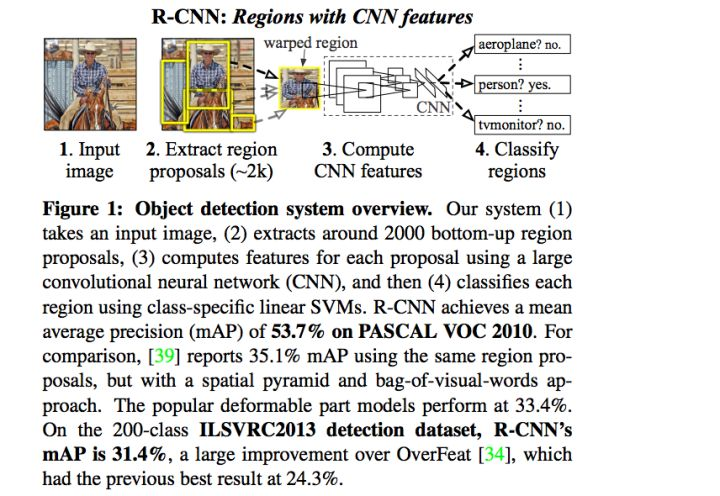 R-CNN: Regions with CNN features
warped region
aeroplane? no.
person? yes.
CNN
tvmonitor? no.
1. Input
image
2. Extract region
proposals (~2k)
3. Compute
CNN features
4. Classify
regions
Figure 1: Object detection system overview. Our system (1)
takes an input image, (2) extracts around 2000 bottom-up region
proposals, (3) computes features for each proposal using a large
convolutional neural network (CNN), and then (4) classifies each
region using class-specific linear SVMs. R-CNN achieves a mean
average precision (mAP) of 53.7% on PASCAL VOC 2010. For
comparison, [39] reports 35.1% mAP using the same region pro-
posals, but with a spatial pyramid and bag-of-visual-words ap-
proach. The popular deformable part models perform at 33.4%.
On the 200-class ILSVRC2013 detection dataset, R-CNN’s
mAP is 31.4%, a large improvement over OverFeat [34], which
had the previous best result at 24.3%.